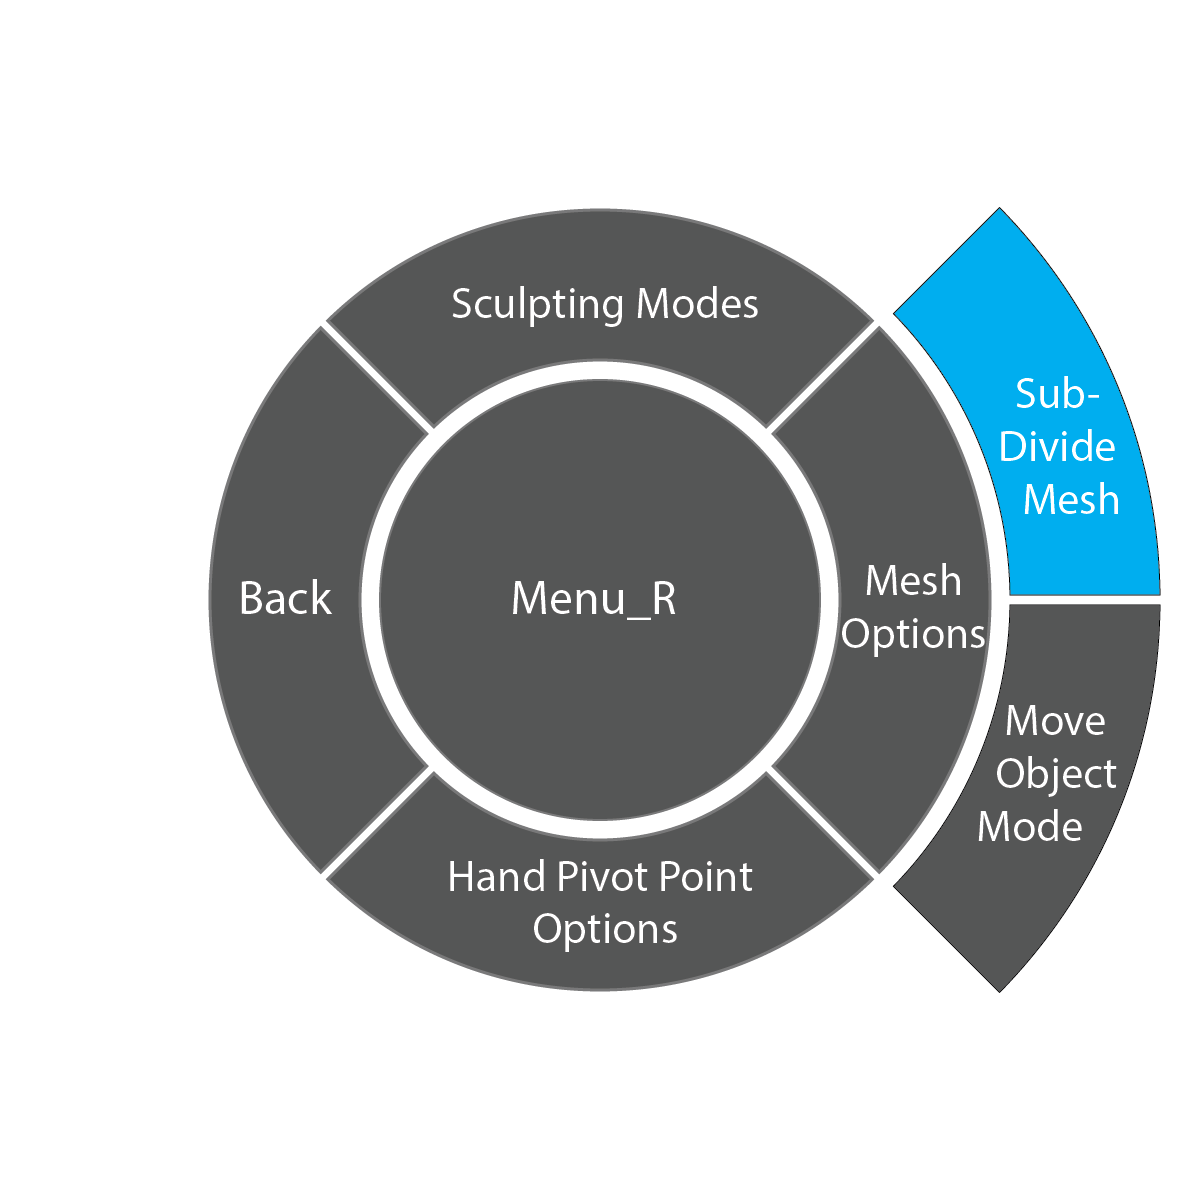 Sculpting Modes
Sub-
Divide
Mesh
Back
Menu_R
Mesh
Options
Move
Object
Mode
Hand Pivot Point
Options